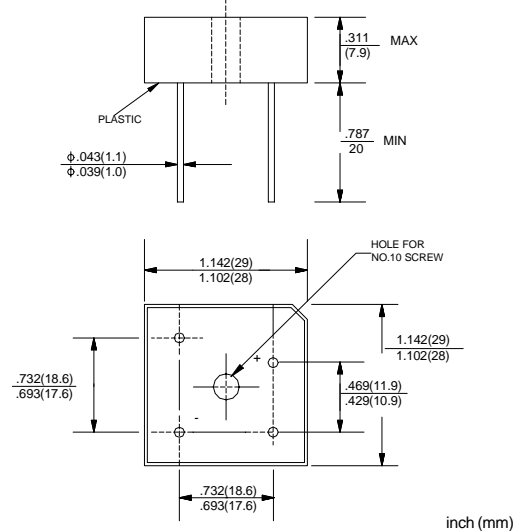 .311 MAX
(7.9)
PLASTIC
.787 MIN
20
ϕ.043(1.1)
ϕ.039(1.0)
HOLE FOR
NO.10 SCREW
1.142(29)
1.102(28)
1.142(29)
1.102(28)
+
.732(18.6)
.693(17.6)
.469(11.9)
.429(10.9)
-
.732(18.6)
.693(17.6)
inch (mm)